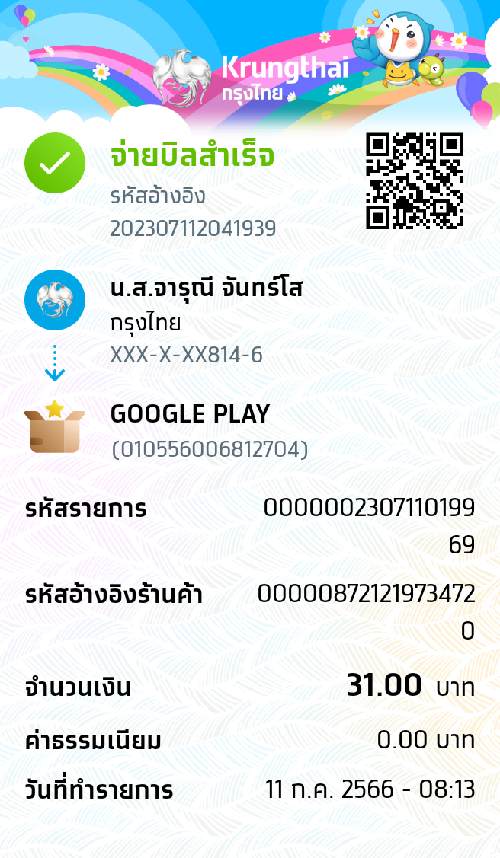 Krungthai
กรุงไทย
จ่ายบิลสำเร็จ
รหัสอ้างอิง
202307112041939
น.ส.จารุณี จันทร์โส
กรุงไทย
XXX-X-XX814-6
GOOGLE PLAY
(010556006812704)
รหัสรายการ 0000002307110199
69
รหัสอ้างอิงร้านค้า 00000872121973472
0
จำนวนเงิน 31.00 บาท
ค่าธรรมเนียม 0.00 บาท
วันที่ทำรายการ 11 ก.ค. 2566 - 08:13